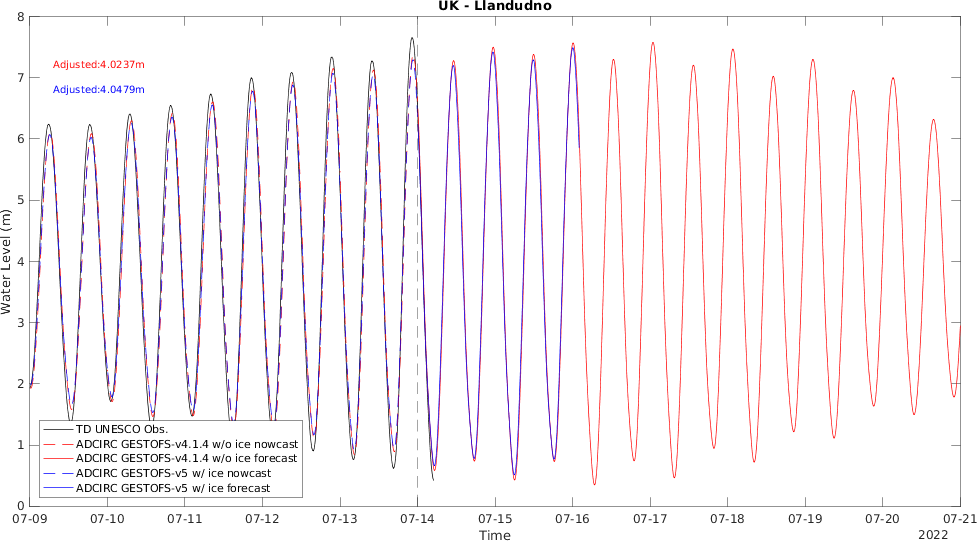 UK - Llandudno
8
7
6
5
4
3
2
1
0
Water Level (m)
Adjusted:4.0237m
Adjusted:4.0479m
TD UNESCO Obs.
ADCIRC GESTOFS-v4.1.4 w/o ice nowcast
ADCIRC GESTOFS-v4.1.4 w/o ice forecast
ADCIRC GESTOFS-v5 w/ ice nowcast
ADCIRC GESTOFS-v5 w/ ice forecast
07-09 07-10 07-11 07-12 07-13 07-14 07-15 07-16 07-17 07-18 07-19 07-20 07-21
Time
2022